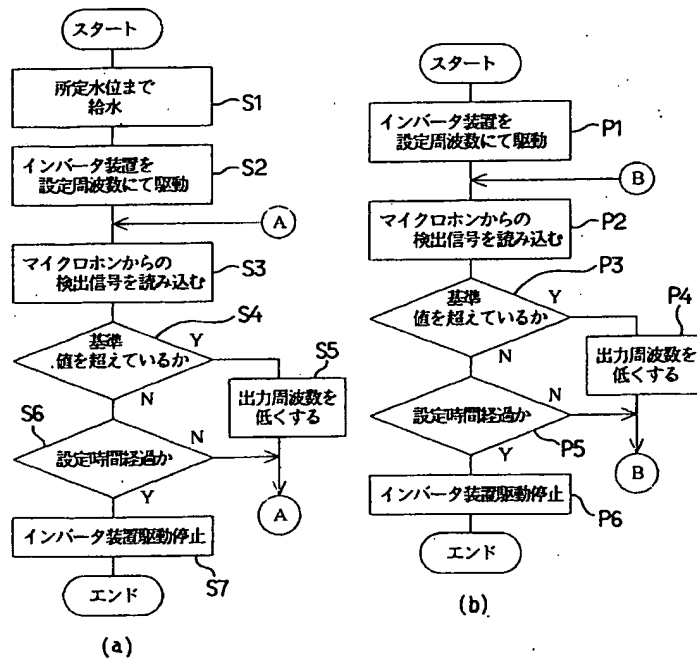 スタート
所定水位まで
給水
S1
インバータ装置を
設定周波数にて駆動
S2
A
マイクロホンからの
検出信号を読み込む
S3
基準
値を超えているか
S4
Y
N
出力周波数を
低くする
S5
設定時間経過か
S6
N
Y
A
インバータ装置駆動停止
S7
エンド
(a)
スタート
インバータ装置を
設定周波数にて駆動
P1
B
マイクロホンからの
検出信号を読み込む
P2
基準
値を超えているか
P3
Y
N
出力周波数を
低くする
P4
設定時間経過か
P5
N
Y
B
インバータ装置駆動停止
P6
エンド
(b)